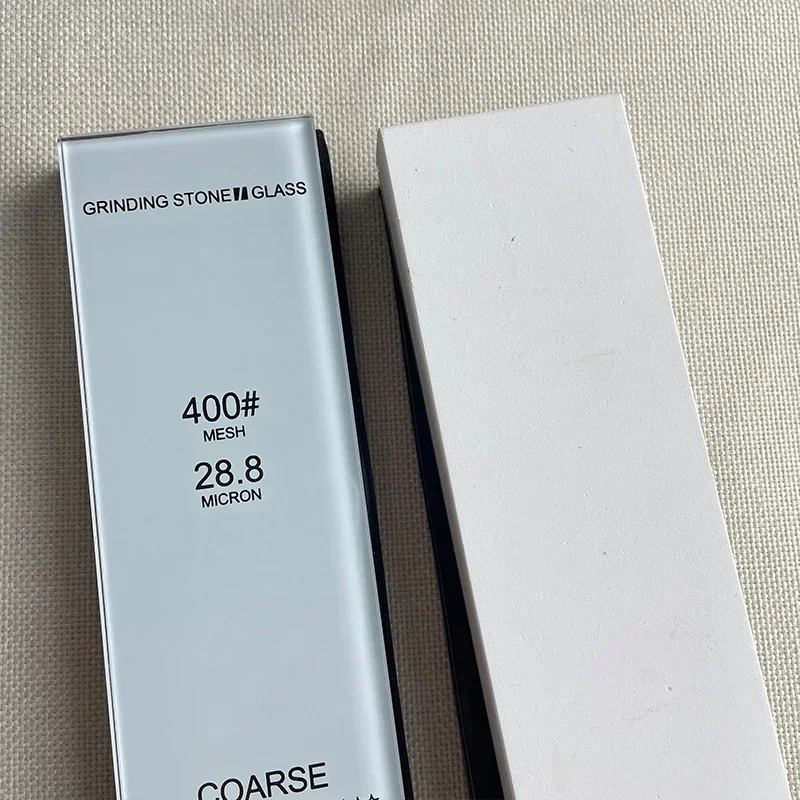 GRINDING STONE GLASS
400#
MESH
28.8
MICRON
COARSE